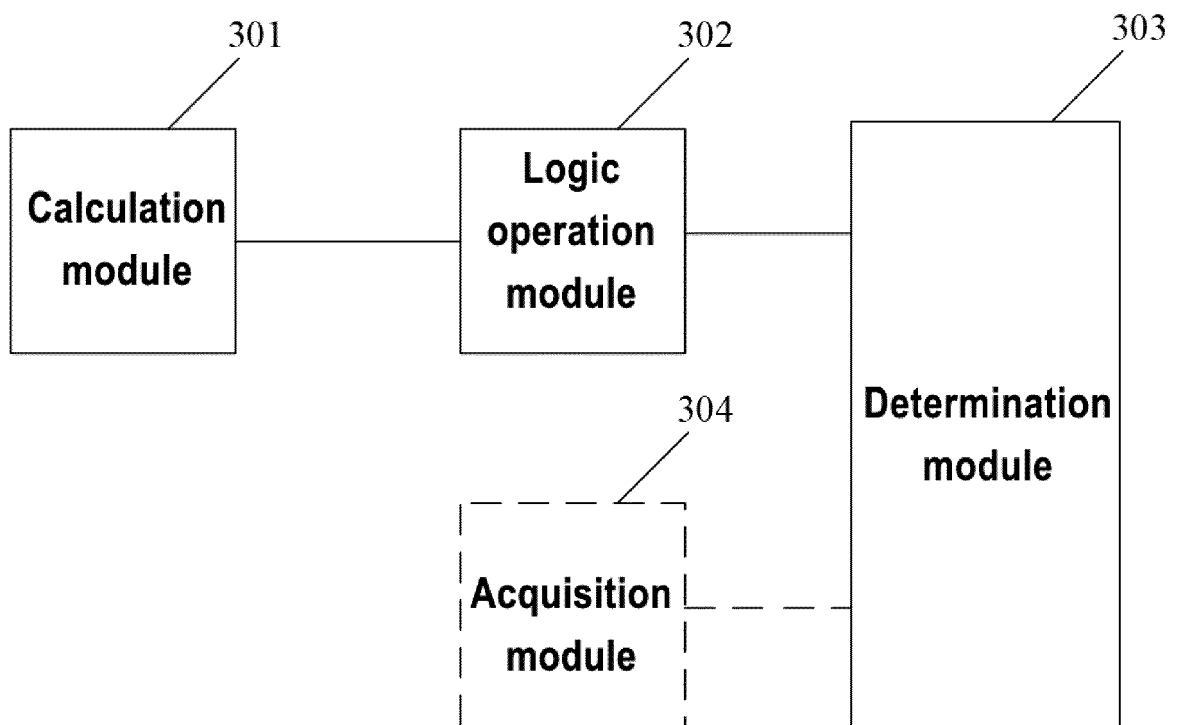 301
302
303
Calculation
module
Logic
operation
module
304
Determination
module
Acquisition
module